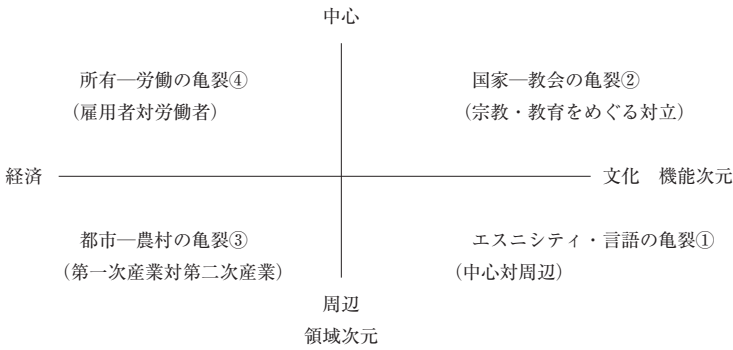 中心
所有―労働の亀裂④
国家―教会の亀裂②
(雇用者対労働者)
(宗教・教育をめぐる対立)
経済
文化 機能次元
都市―農村の亀裂③
エスニシティ・言語の亀裂①
(第一次産業対第二次産業)
(中心対周辺)
周辺
領域次元